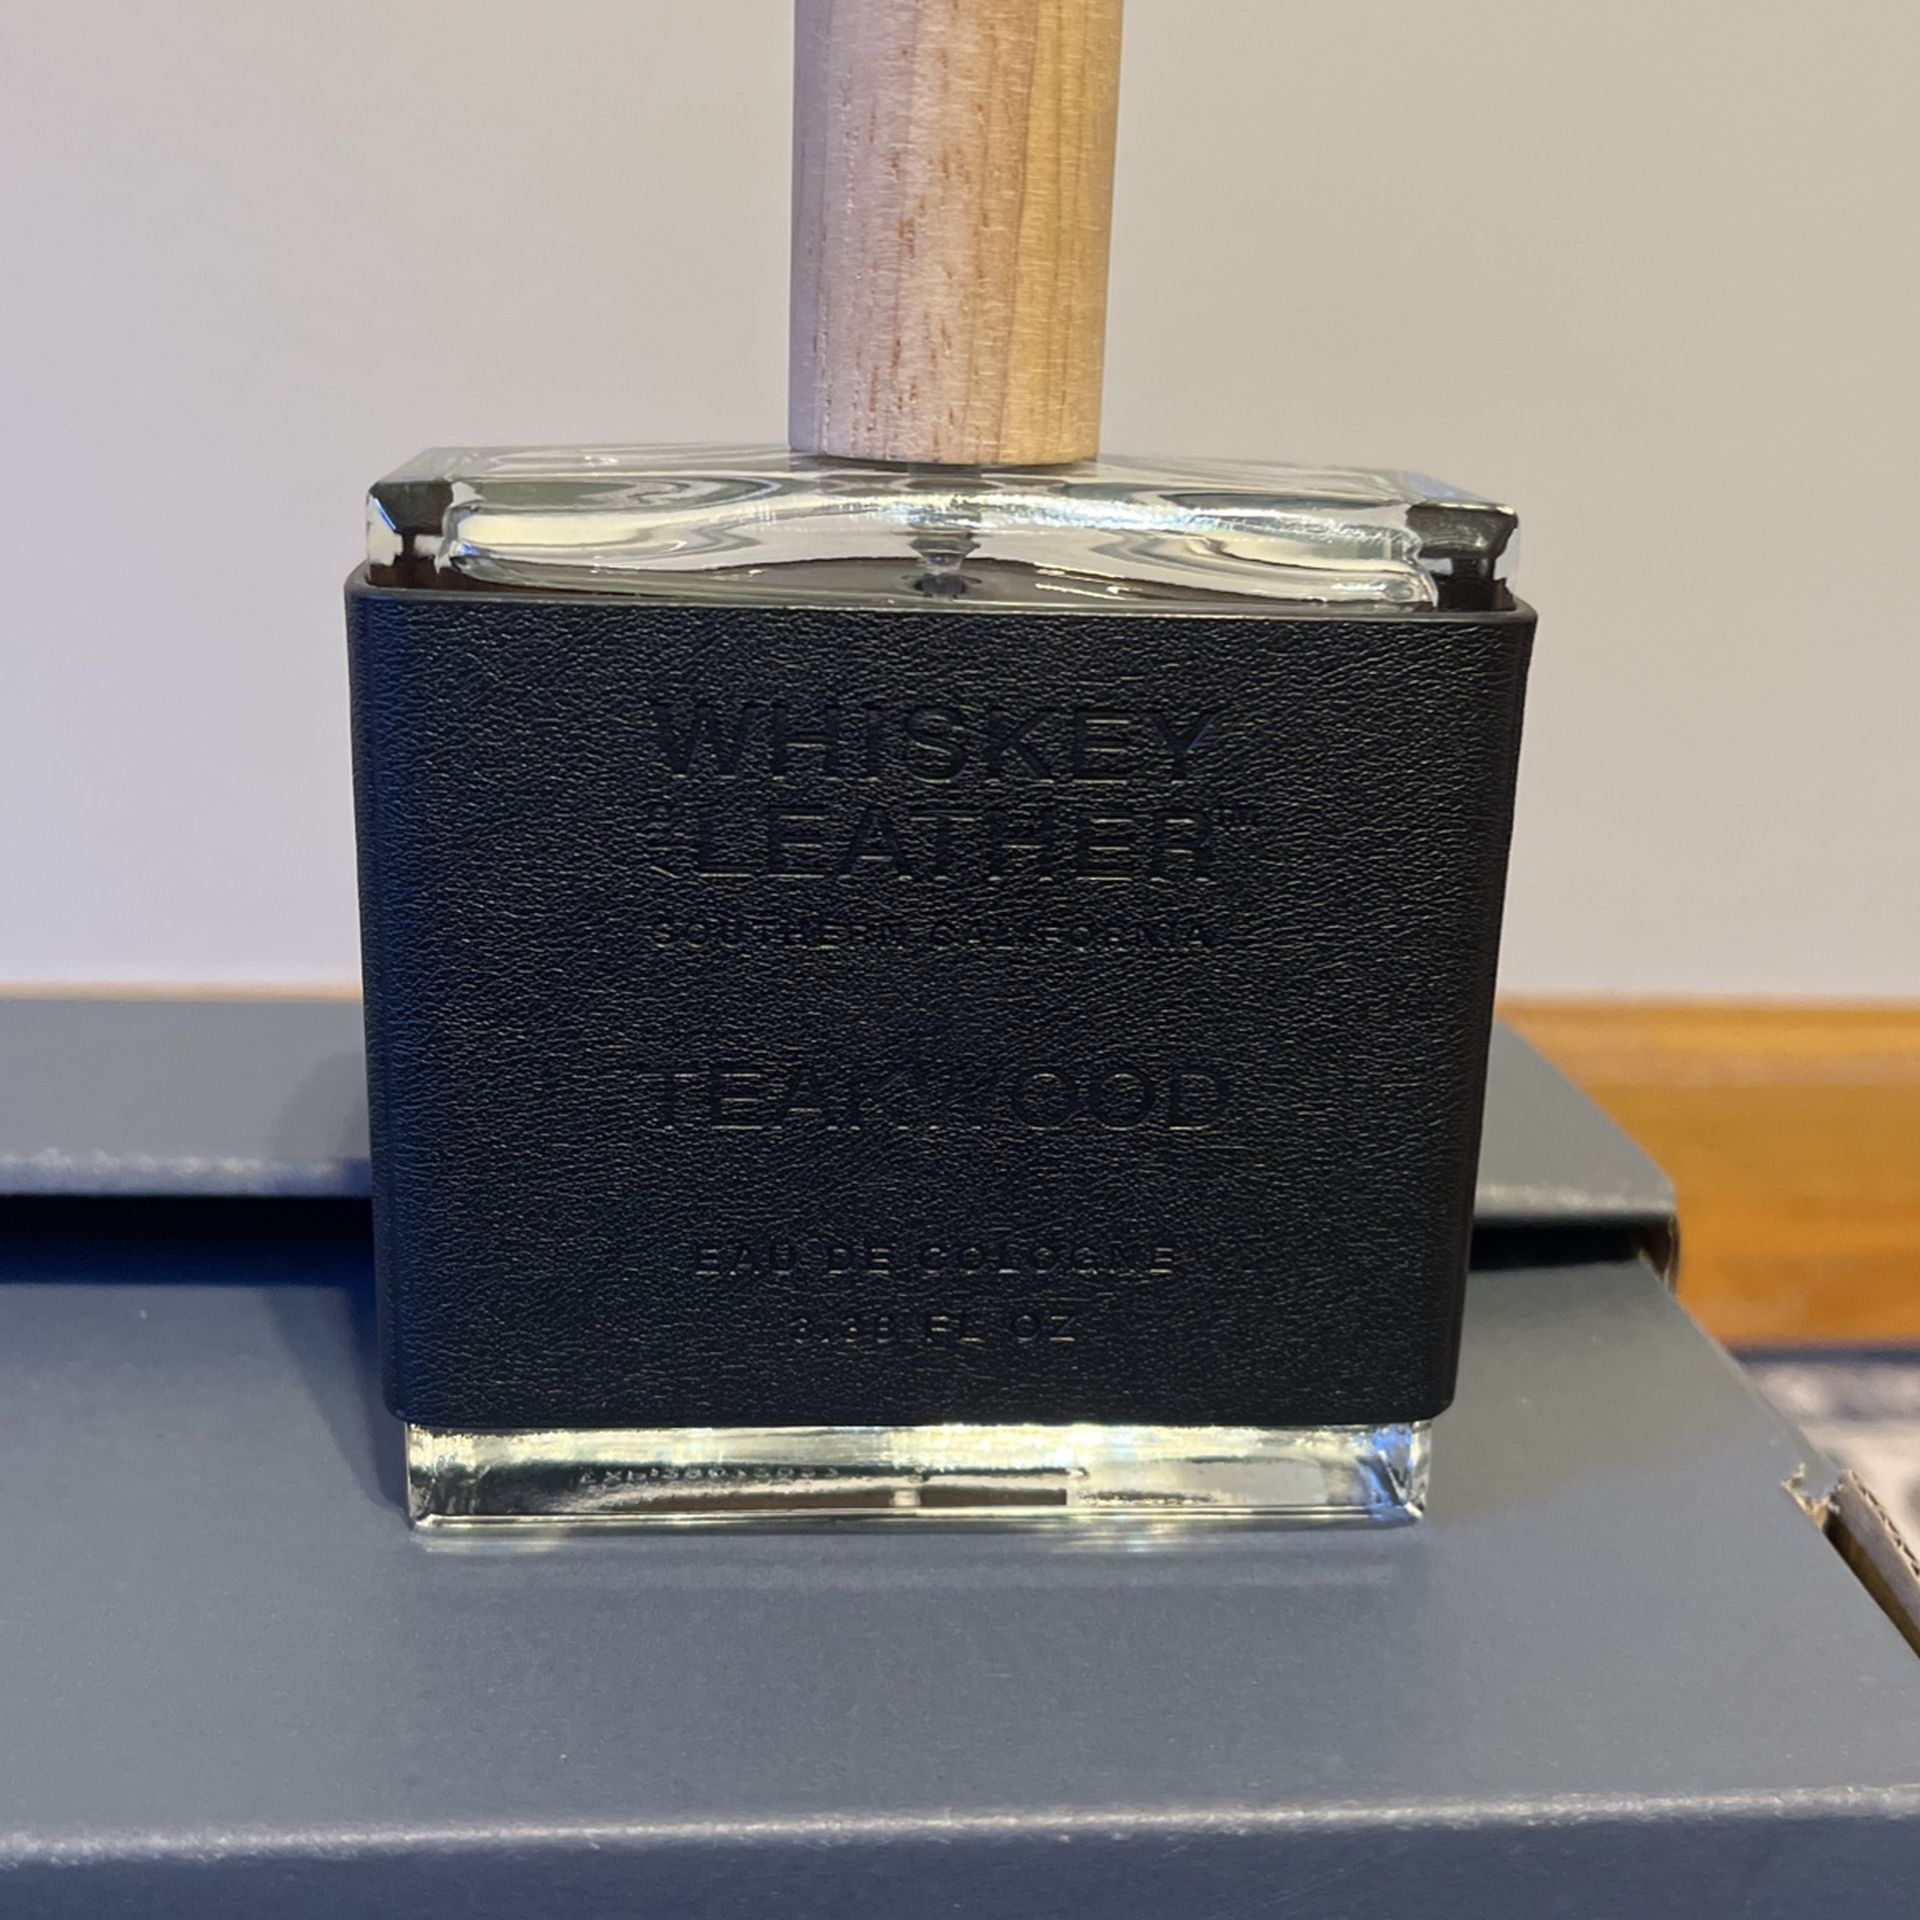 WHISKEY
& LEATHER™
SOUTHERN CALIFORNIA
TEAKWOOD
EAU DE COLOGNE
FL OZ